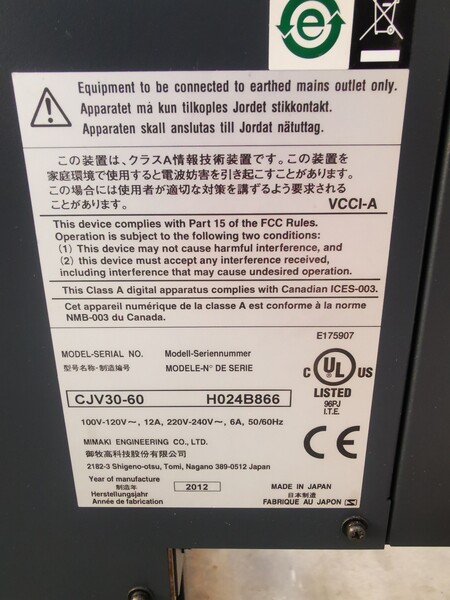 e
Equipment to be connected to earthed mains outlet only.
Apparatet må kun tilkoples Jordet stikkontakt.
Apparaten skall anslutas till Jordat nätuttag.
この装置は、クラスA情報技術装置です。この装置を
家庭環境で使用すると電波妨害を引き起こすことがあります。
この場合には使用者が適切な対策を講ずるよう要求される
ことがあります。 VCCI-A
This device complies with Part 15 of the FCC Rules.
Operation is subject to the following two conditions:
(1) This device may not cause harmful interference, and
(2) this device must accept any interference received,
including interference that may cause undesired operation.
This Class A digital apparatus complies with Canadian ICES-003.
Cet appareil numérique de la classe A est conforme à la norme
NMB-003 du Canada.
E175907
MODEL-SERIAL NO. Modell-Seriennummer
型号名称·制造编号 MODELE-N° DE SERIE
C UL US
LISTED
96PJ
I.T.E.
CJV30-60 H024B866
100V-120V~, 12A, 220V-240V~, 6A, 50/60Hz
CE
MIMAKI ENGINEERING CO., LTD.
御牧高科技股份有限公司
2182-3 Shigeno-otsu, Tomi, Nagano 389-0512 Japan
Year of manufacture
制造年
Herstellungsjahr
Année de fabrication
2012
MADE IN JAPAN
日本制造
FABRIQUE AU JAPON